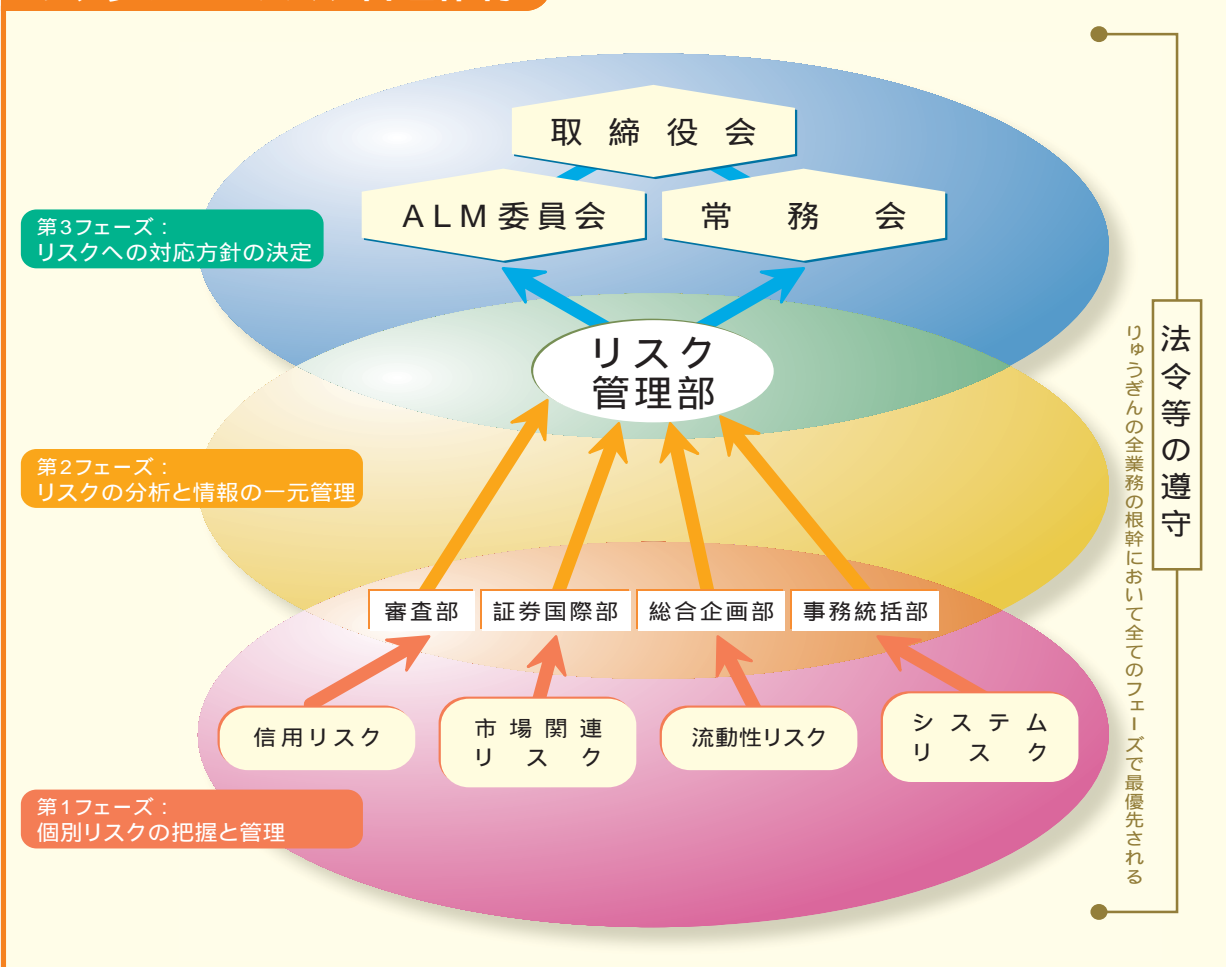 取締役会
ALM委員会
常務会
第3フェーズ：
リスクへの対応方針の決定
リスク
管理部
第2フェーズ：
リスクの分析と情報の一元管理
審査部
証券国際部
総合企画部
事務統括部
信用リスク
市場関連
リスク
流動性リスク
システム
リスク
第1フェーズ：
個別リスクの把握と管理
法令等の遵守
りゅうぎんの全業務の根幹において全てのフェーズで最優先される